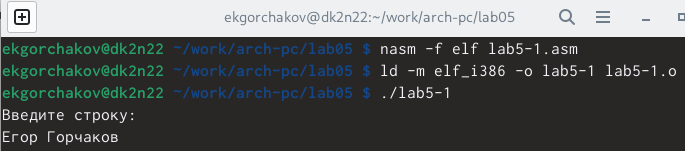 ekgorchakov@dk2n22:~/work/arch-pc/lab05
ekgorchakov@dk2n22 ~/work/arch-pc/lab05 $ nasm -f elf lab5-1.asm
ekgorchakov@dk2n22 ~/work/arch-pc/lab05 $ ld -m elf_i386 -o lab5-1 lab5-1.o
ekgorchakov@dk2n22 ~/work/arch-pc/lab05 $ ./lab5-1
Введите строку:
Егор Горчаков